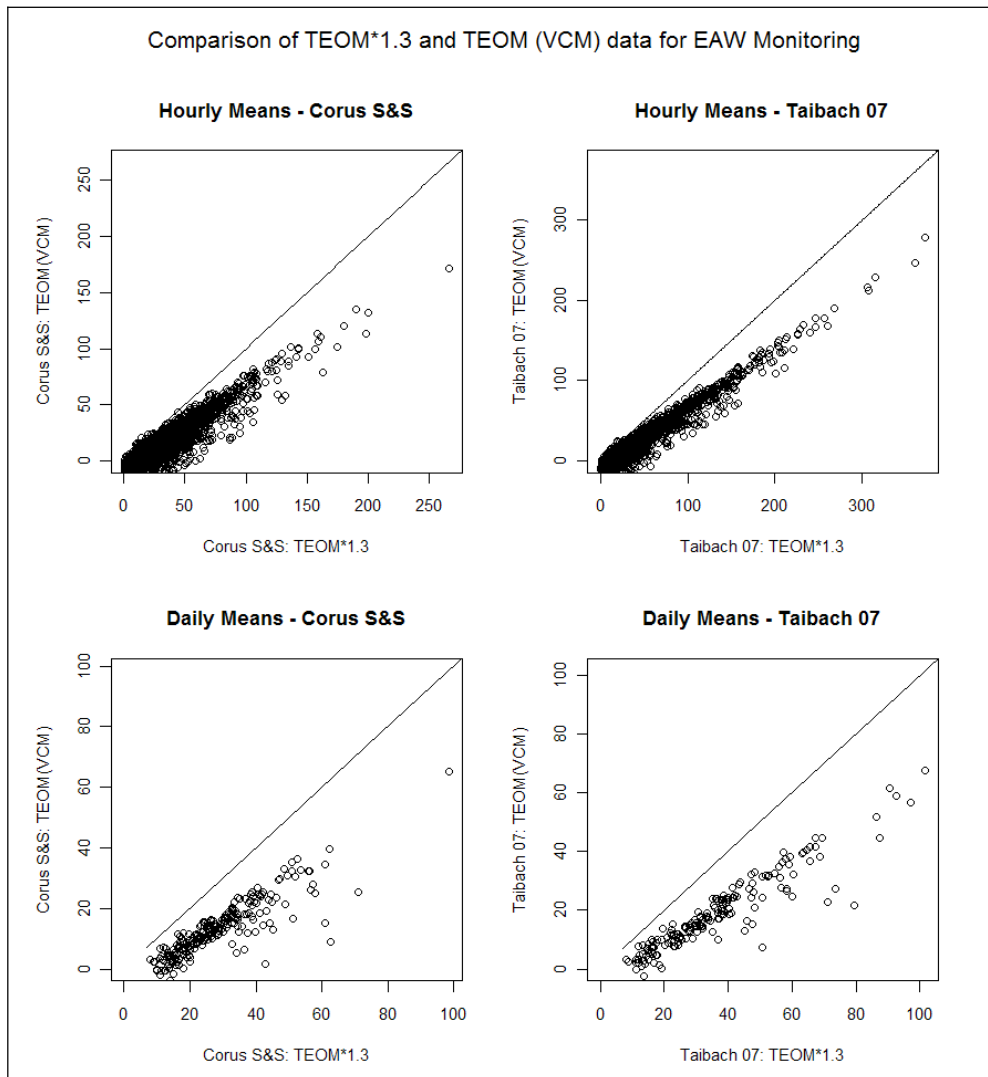 Comparison of TEOM*1.3 and TEOM (VCM) data for EAW Monitoring
Hourly Means - Corus S&S
Corus S&S: TEOM(VCM)
250
200
150
100
50
0
0 50 100 150 200 250
Corus S&S: TEOM*1.3
Hourly Means - Taibach 07
Taibach 07: TEOM(VCM)
300
200
100
0
0 100 200 300
Taibach 07: TEOM*1.3
Daily Means - Corus S&S
Corus S&S: TEOM(VCM)
100
80
60
40
20
0
0 20 40 60 80 100
Corus S&S: TEOM*1.3
Daily Means - Taibach 07
Taibach 07: TEOM(VCM)
100
80
60
40
20
0
0 20 40 60 80 100
Taibach 07: TEOM*1.3